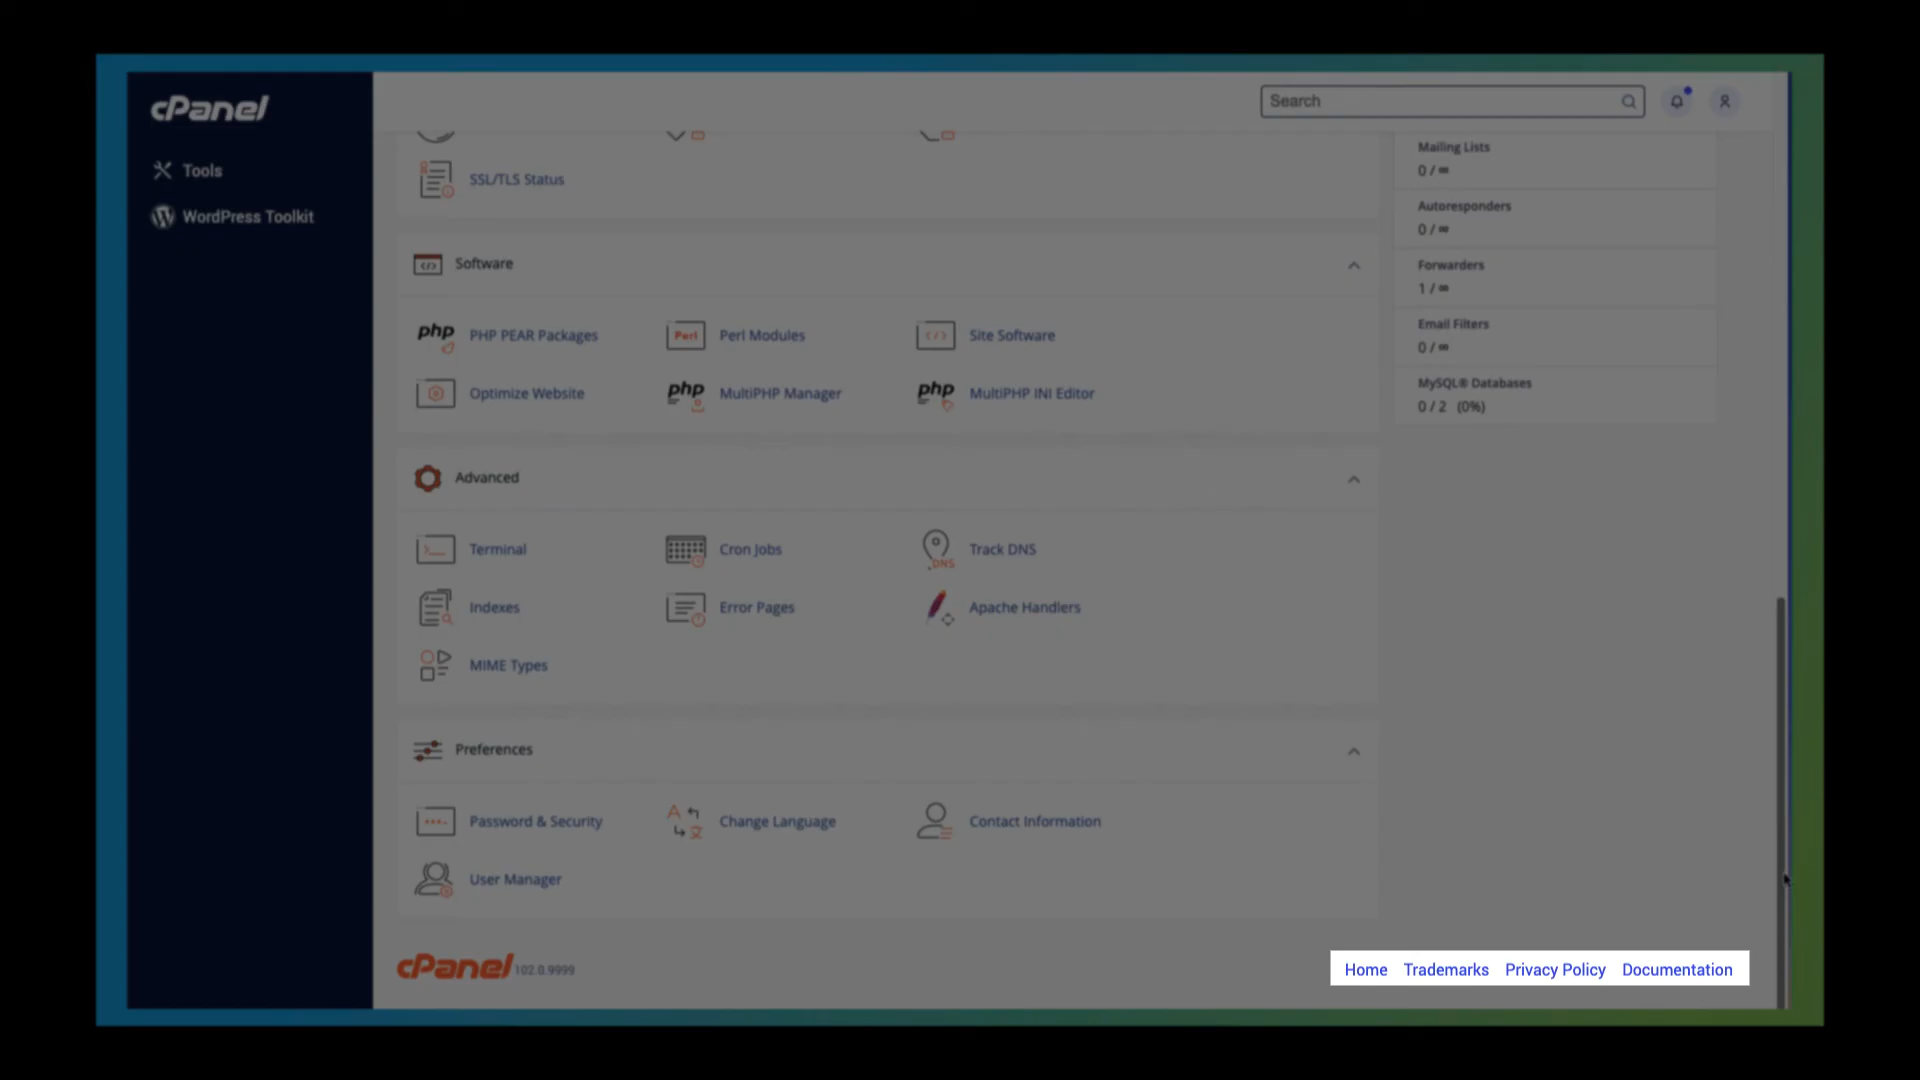 cPanel
Search
Tools
WordPress Toolkit
SSL/TLS Status
Software
php PHP PEAR Packages
Perl Perl Modules
Site Software
Optimize Website
php MultiPHP Manager
php MultiPHP INI Editor
Advanced
Terminal
Cron Jobs
DNS Track DNS
Indexes
Error Pages
Apache Handlers
MIME Types
Preferences
Password & Security
Change Language
Contact Information
User Manager
Mailing Lists
0 / ∞
Autoresponders
0 / ∞
Forwarders
1 / ∞
Email Filters
0 / ∞
MySQL® Databases
0 / 2 (0%)
cPanel 102.0.9999
Home Trademarks Privacy Policy Documentation